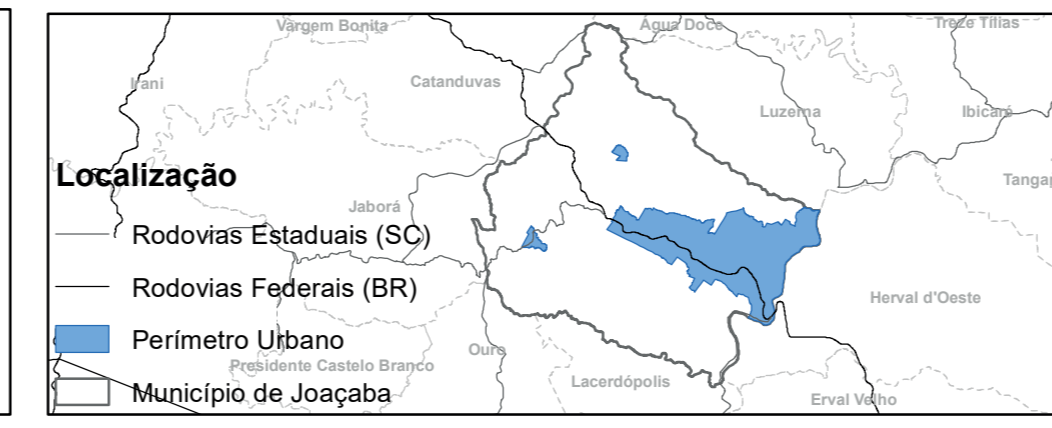 Vargem Bonita
Água Doce
Treze Tílias
Irani
Catanduvas
Luzerna
Ibicaré
Localização
Tangar
Jaborá
Rodovias Estaduais (SC)
Rodovias Federais (BR)
Herval d'Oeste
Perímetro Urbano
Ouro
Presidente Castelo Branco
Lacerdópolis
Município de Joaçaba
Erval Velho